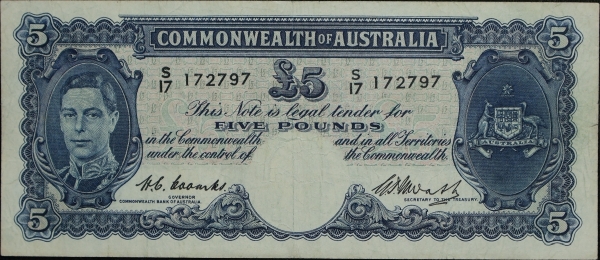 5 COMMONWEALTH OF AUSTRALIA 5
S/17 172797 £5 S/17 172797
This Note is Legal tender for
FIVE POUNDS
in the Commonwealth and in all Territories
under the control of the Commonwealth.
GOVERNOR
COMMONWEALTH BANK OF AUSTRALIA
SECRETARY TO THE TREASURY
AUSTRALIA
5 5